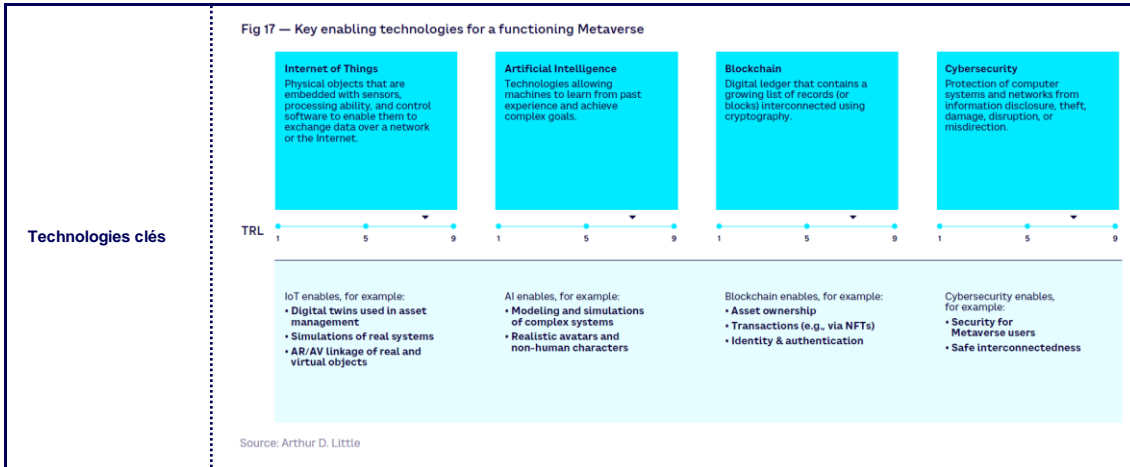 Technologies clés
Fig 17 — Key enabling technologies for a functioning Metaverse
Internet of Things
Physical objects that are
embedded with sensors,
processing ability, and control
software to enable them to
exchange data over a network
or the Internet.
Artificial Intelligence
Technologies allowing
machines to learn from past
experience and achieve
complex goals.
Blockchain
Digital ledger that contains a
growing list of records (or
blocks) interconnected using
cryptography.
Cybersecurity
Protection of computer
systems and networks from
information disclosure, theft,
damage, disruption, or
misdirection.
TRL
1 5 9
1 5 9
1 5 9
1 5 9
IoT enables, for example:
• Digital twins used in asset
management
• Simulations of real systems
• AR/AV linkage of real and
virtual objects
AI enables, for example:
• Modeling and simulations
of complex systems
• Realistic avatars and
non-human characters
Blockchain enables, for example:
• Asset ownership
• Transactions (e.g., via NFTs)
• Identity & authentication
Cybersecurity enables,
for example:
• Security for
Metaverse users
• Safe interconnectedness
Source: Arthur D. Little